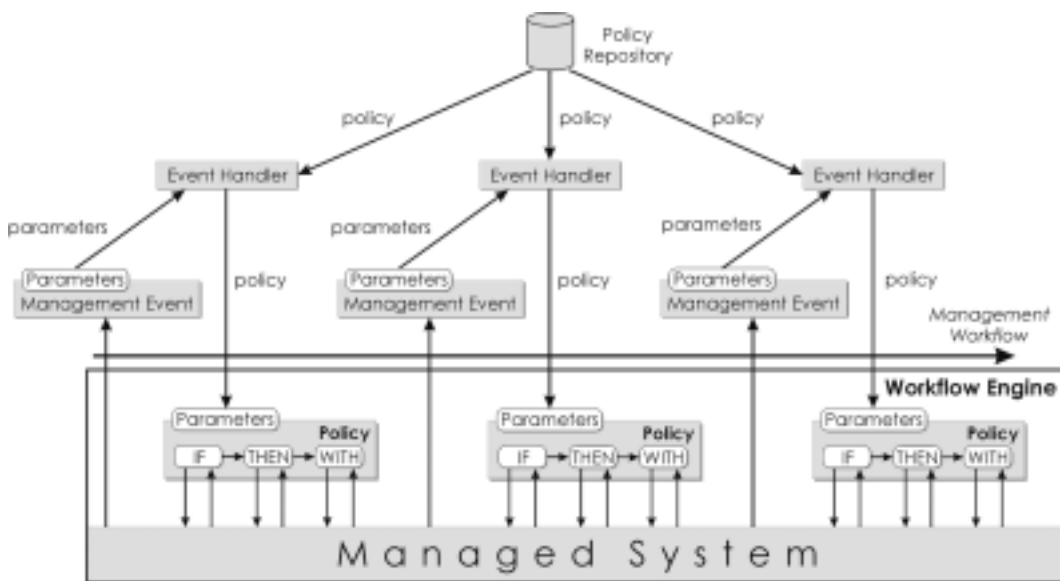 Policy
Repository
policy
policy
policy
Event Handler
Event Handler
Event Handler
parameters
parameters
parameters
Parameters
Management Event
policy
Parameters
Management Event
policy
Parameters
Management Event
policy
Management
Workflow
Workflow Engine
Parameters
Policy
IF
THEN
WITH
Parameters
Policy
IF
THEN
WITH
Parameters
Policy
IF
THEN
WITH
Managed System